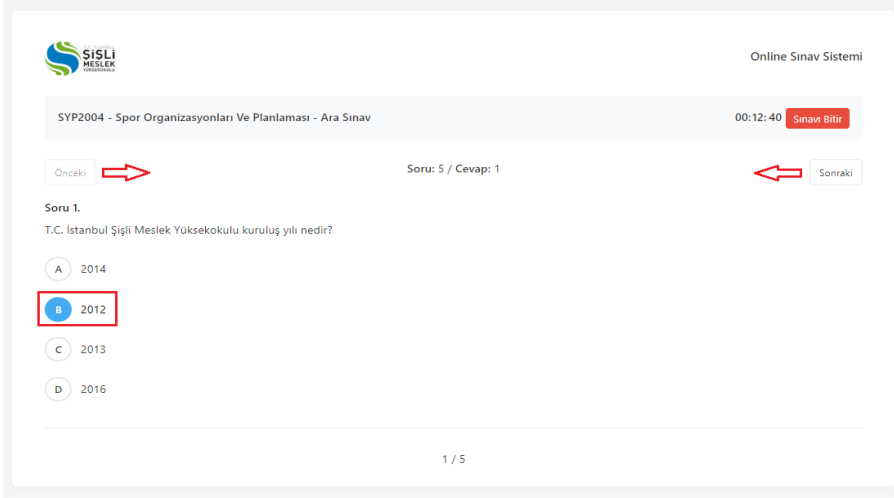 ŞİŞLİ
MESLEK
YÜKSEKOKULU
Online Sınav Sistemi
SYP2004 - Spor Organizasyonları Ve Planlaması - Ara Sınav
00:12:40 Sınavı Bitir
Önceki
Soru: 5 / Cevap: 1
Sonraki
Soru 1.
T.C. İstanbul Şişli Meslek Yüksekokulu kuruluş yılı nedir?
A 2014
B 2012
C 2013
D 2016
1 / 5